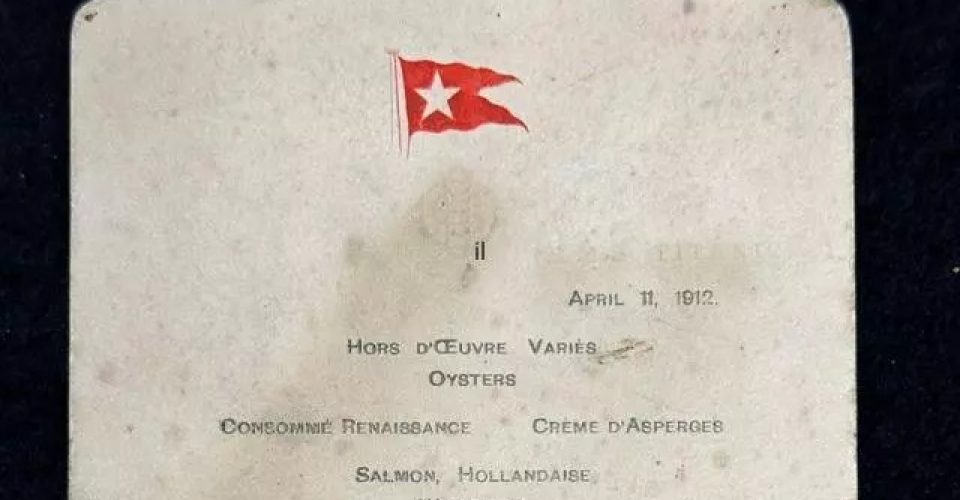 il
April 11, 1912.
Hors d'Œuvre Variés
Oysters
Consommé Renaissance Crème d'Asperges
Salmon, Hollandaise